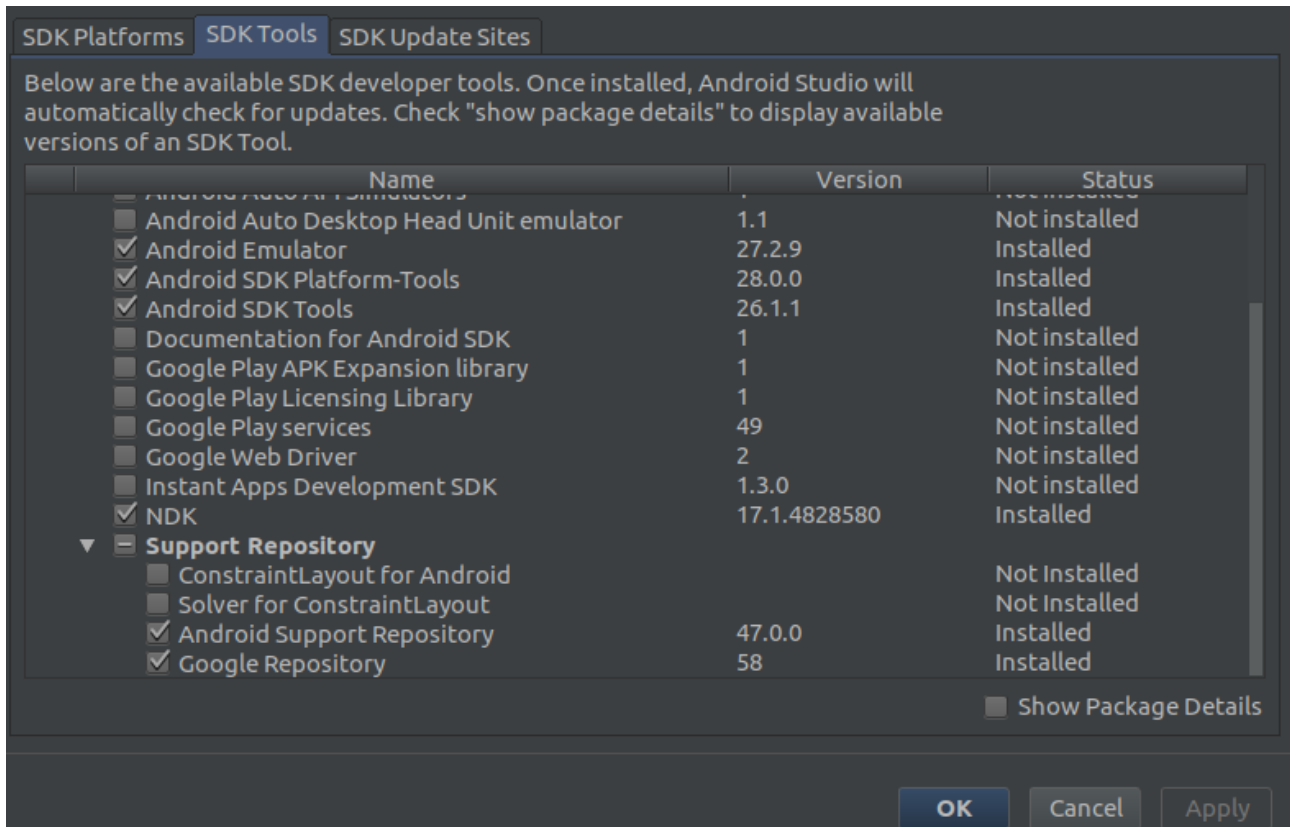 SDK Platforms SDK Tools SDK Update Sites
Below are the available SDK developer tools. Once installed, Android Studio will
automatically check for updates. Check "show package details" to display available
versions of an SDK Tool.
Name Version Status
Android Auto API Simulators 1 Not installed
Android Auto Desktop Head Unit emulator 1.1 Not installed
Android Emulator 27.2.9 Installed
Android SDK Platform-Tools 28.0.0 Installed
Android SDK Tools 26.1.1 Installed
Documentation for Android SDK 1 Not installed
Google Play APK Expansion library 1 Not installed
Google Play Licensing Library 1 Not installed
Google Play services 49 Not installed
Google Web Driver 2 Not installed
Instant Apps Development SDK 1.3.0 Not installed
NDK 17.1.4828580 Installed
Support Repository
ConstraintLayout for Android Not Installed
Solver for ConstraintLayout Not Installed
Android Support Repository 47.0.0 Installed
Google Repository 58 Installed
Show Package Details
OK Cancel Apply